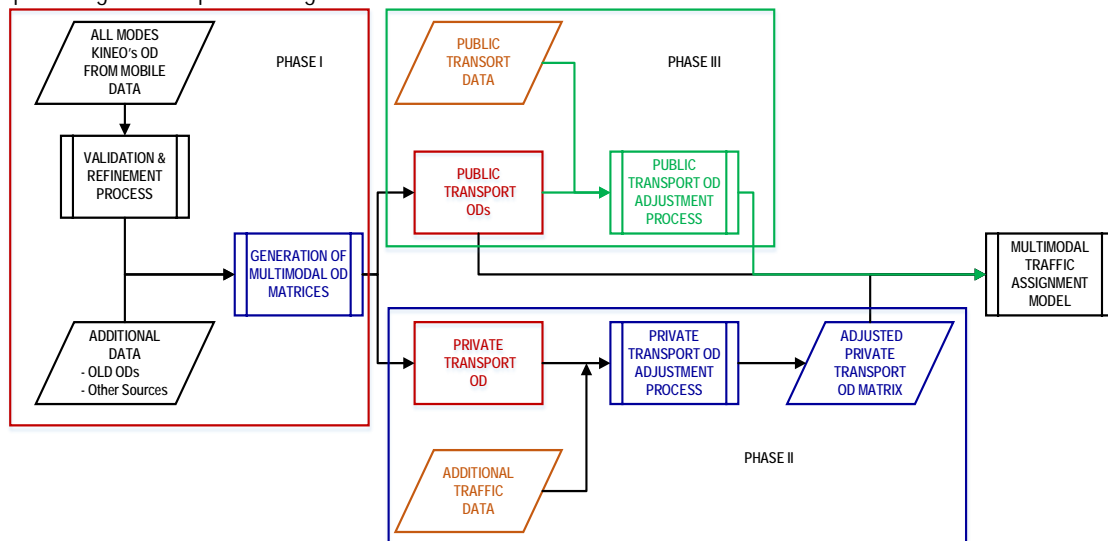 ALL MODES
KINEO's OD
FROM MOBILE
DATA
PHASE I
VALIDATION &
REFINEMENT
PROCESS
GENERATION OF
MULTIMODAL OD
MATRICES
ADDITIONAL
DATA
- OLD ODs
- Other Sources
PUBLIC
TRANSORT
DATA
PHASE III
PUBLIC
TRANSPORT
ODs
PUBLIC
TRANSPORT OD
ADJUSTMENT
PROCESS
MULTIMODAL
TRAFFIC
ASSIGNMENT
MODEL
PRIVATE
TRANSPORT
OD
PRIVATE
TRANSPORT OD
ADJUSTMENT
PROCESS
ADJUSTED
PRIVATE
TRANSPORT
OD MATRIX
ADDITIONAL
TRAFFIC
DATA
PHASE II